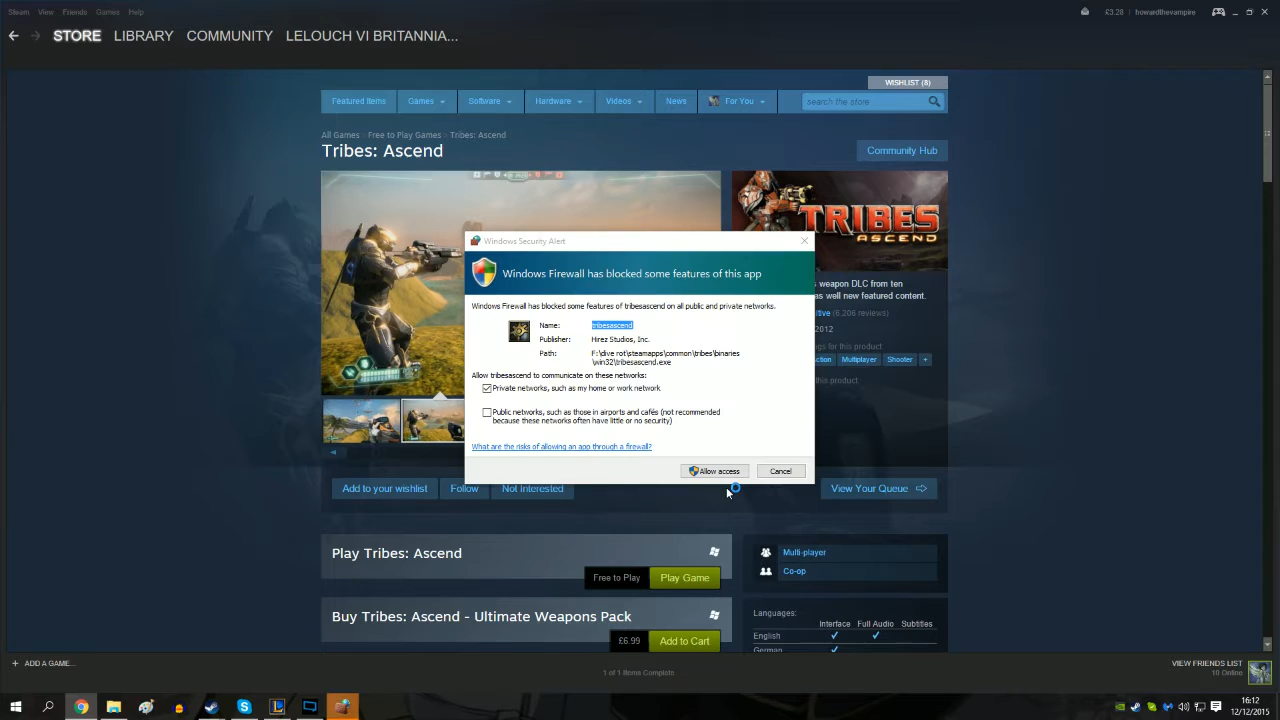 Steam View Friends Games Help £3.28 howardthevampire
STORE LIBRARY COMMUNITY LELOUCH VI BRITANNIA...
WISHLIST (8)
Featured Items Games Software Hardware Videos News For You search the store
All Games > Free to Play Games > Tribes: Ascend
Tribes: Ascend
Community Hub
TRIBES
ASCEND
Windows Security Alert
Windows Firewall has blocked some features of this app
weapon DLC from ten
as well new featured content.
Windows Firewall has blocked some features of tribesascend on all public and private networks.
(6,206 reviews)
Name: tribesascend
2012
Publisher: Hirez Studios, Inc.
for this product
Path: F:\dive rot\steamapps\common\tribes\binaries
\win32\tribesascend.exe
Multiplayer Shooter +
Allow tribesascend to communicate on these networks:
this product.
Private networks, such as my home or work network
Public networks, such as those in airports and cafés (not recommended
because these networks often have little or no security)
What are the risks of allowing an app through a firewall?
Allow access Cancel
Add to your wishlist Follow Not Interested View Your Queue
Play Tribes: Ascend
Free to Play Play Game
Multi-player
Co-op
Buy Tribes: Ascend - Ultimate Weapons Pack
£6.99 Add to Cart
Languages:
Interface Full Audio Subtitles
English
German
+ ADD A GAME...
1 of 1 Items Complete
VIEW FRIENDS LIST
10 Online
16:12
12/12/2015